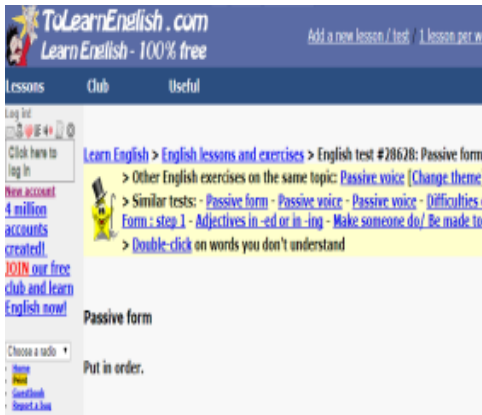 ToLearnEnglish.com
Learn English - 100% free
Add a new lesson / test / 1 lesson per w
Lessons Club Useful
Log in!
Click here to
log in
New account
4 million
accounts
created!
JOIN our free
club and learn
English now!
Choose a radio
Home
Print
Guestbook
Report a bug
Learn English > English lessons and exercises > English test #28628: Passive form
> Other English exercises on the same topic: Passive voice [Change theme
> Similar tests: - Passive form - Passive voice - Passive voice - Difficulties
Form : step 1 - Adjectives in -ed or in -ing - Make someone do/ Be made to
> Double-click on words you don't understand
Passive form
Put in order.